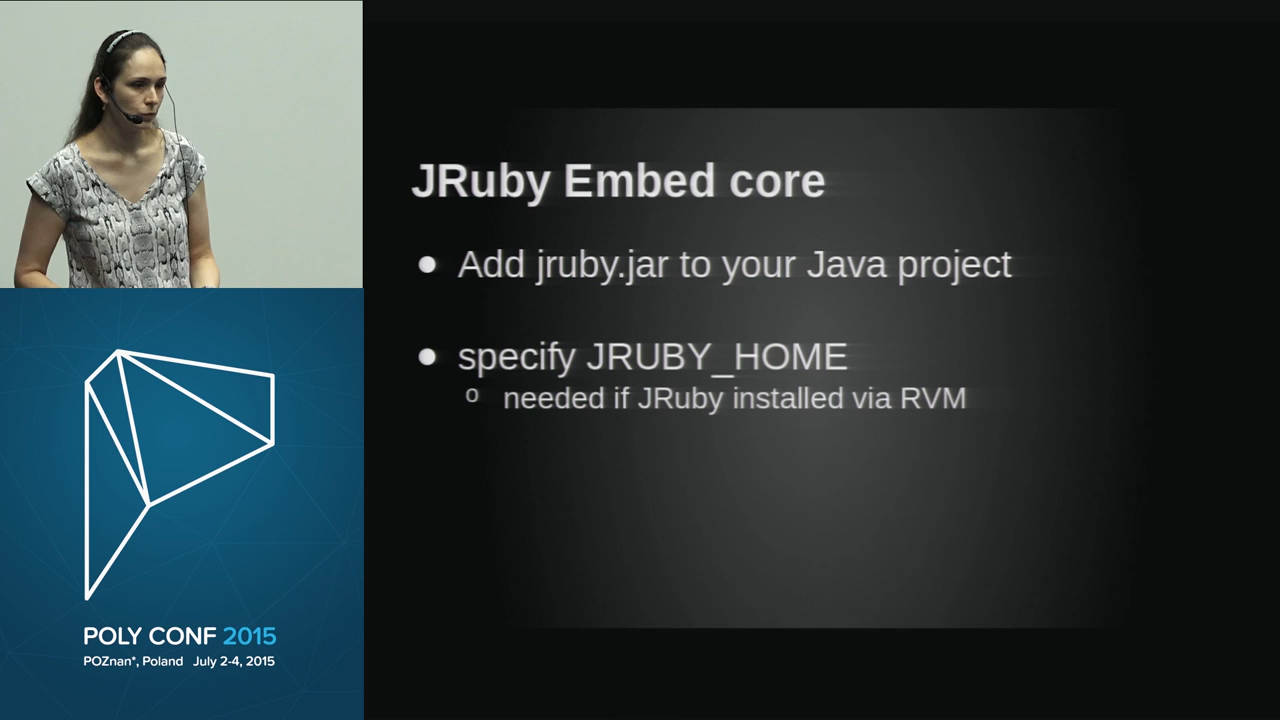 JRuby Embed core
Add jruby.jar to your Java project
specify JRUBY_HOME
needed if JRuby installed via RVM
POLY CONF 2015
POZnan*, Poland July 2-4, 2015